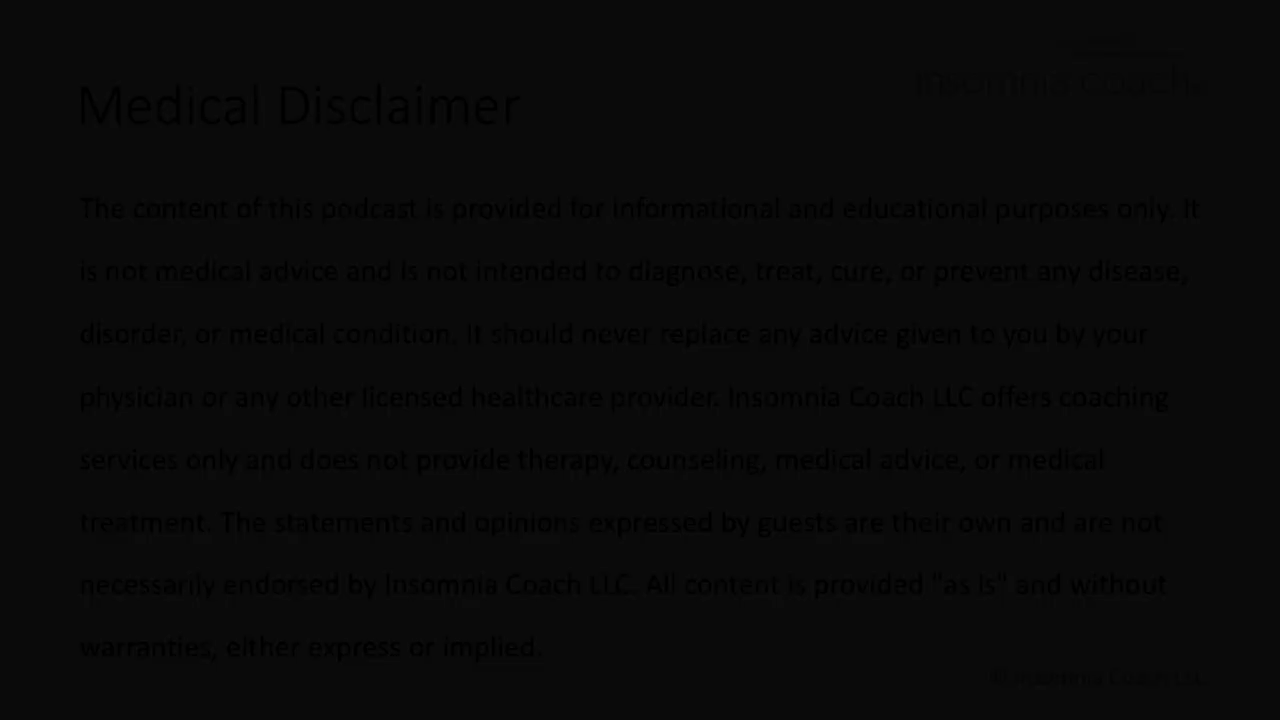 insomnia coach
Medical Disclaimer
The content of this podcast is provided for informational and educational purposes only. It
is not medical advice and is not intended to diagnose, treat, cure, or prevent any disease,
disorder, or medical condition. It should never replace any advice given to you by your
physician or any other licensed healthcare provider. Insomnia Coach LLC offers coaching
services only and does not provide therapy, counseling, medical advice, or medical
treatment. The statements and opinions expressed by guests are their own and are not
necessarily endorsed by Insomnia Coach LLC. All content is provided "as is" and without
warranties, either express or implied.
© Insomnia Coach LLC